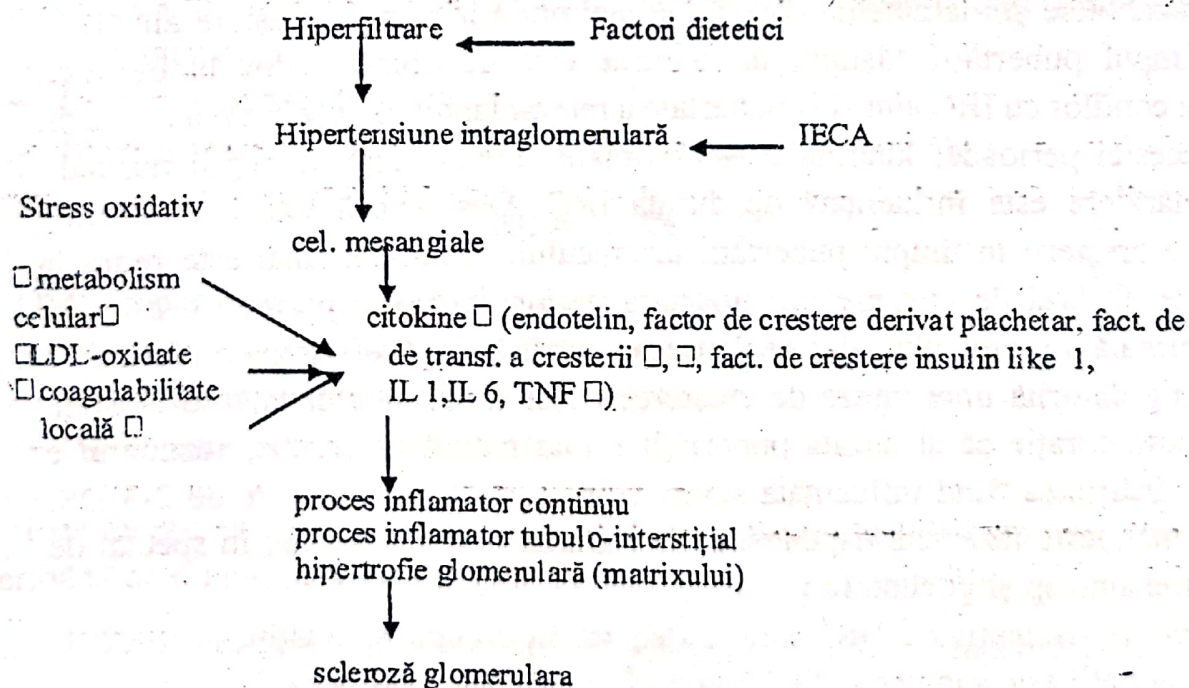 Hiperfiltrare Factori dietetici
Hipertensiune intraglomerulară IECA
Stress oxidativ
cel. mesangiale
□ metabolism
celular□
□LDL-oxidate
□ coagulabilitate
locală □
citokine □ (endotelin, factor de crestere derivat plachetar, fact. de
de transf. a cresterii □, □, fact. de crestere insulin like 1,
IL 1,IL 6, TNF □)
proces inflamator continuu
proces inflamator tubulo-interstițial
hipertrofie glomerulară (matrixului)
scleroză glomerulara